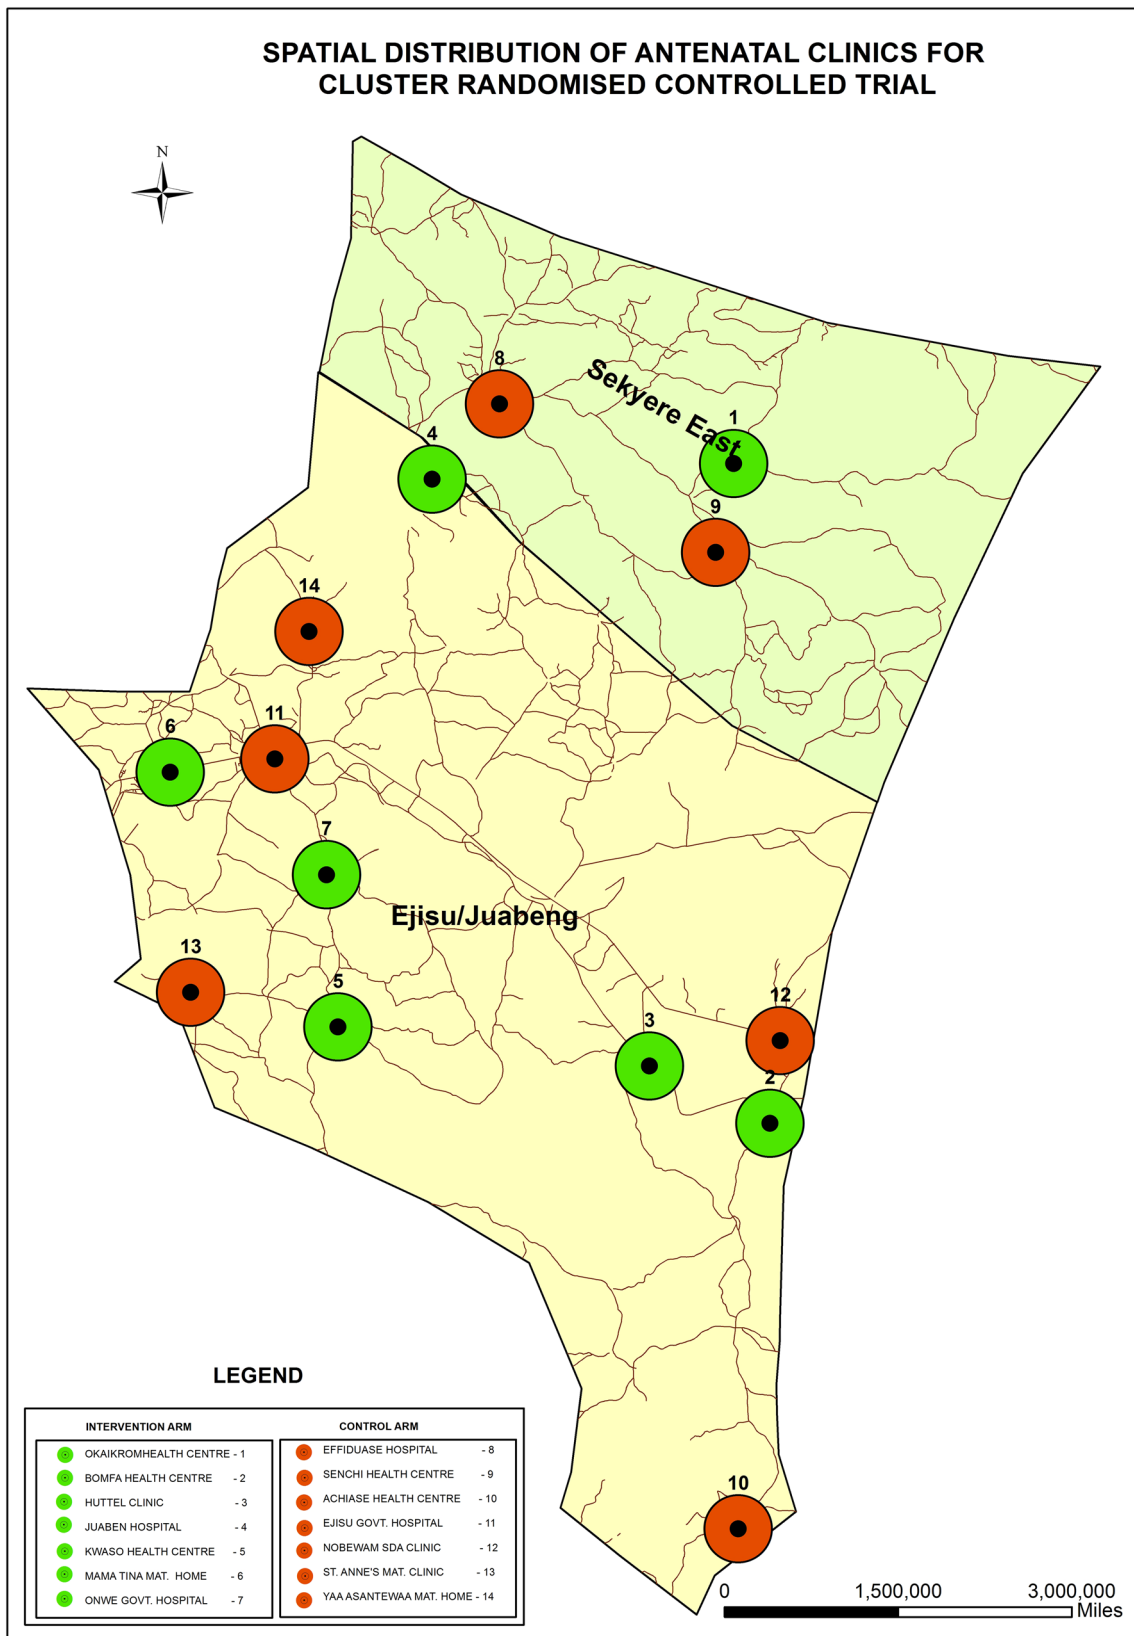 SPATIAL DISTRIBUTION OF ANTENATAL CLINICS FOR
CLUSTER RANDOMISED CONTROLLED TRIAL
N
8
Sekyere East
1
4
9
14
6
11
7
Ejisu/Juabeng
13
5
3
12
2
10
LEGEND
INTERVENTION ARM
OKAIKROMHEALTH CENTRE - 1
BOMFA HEALTH CENTRE - 2
HUTTEL CLINIC - 3
JUABEN HOSPITAL - 4
KWASO HEALTH CENTRE - 5
MAMA TINA MAT. HOME - 6
ONWE GOVT. HOSPITAL - 7
CONTROL ARM
EFFIDUASE HOSPITAL - 8
SENCHI HEALTH CENTRE - 9
ACHIASE HEALTH CENTRE - 10
EJISU GOVT. HOSPITAL - 11
NOBEWAM SDA CLINIC - 12
ST. ANNE'S MAT. CLINIC - 13
YAA ASANTEWAA MAT. HOME - 14
0 1,500,000 3,000,000
Miles